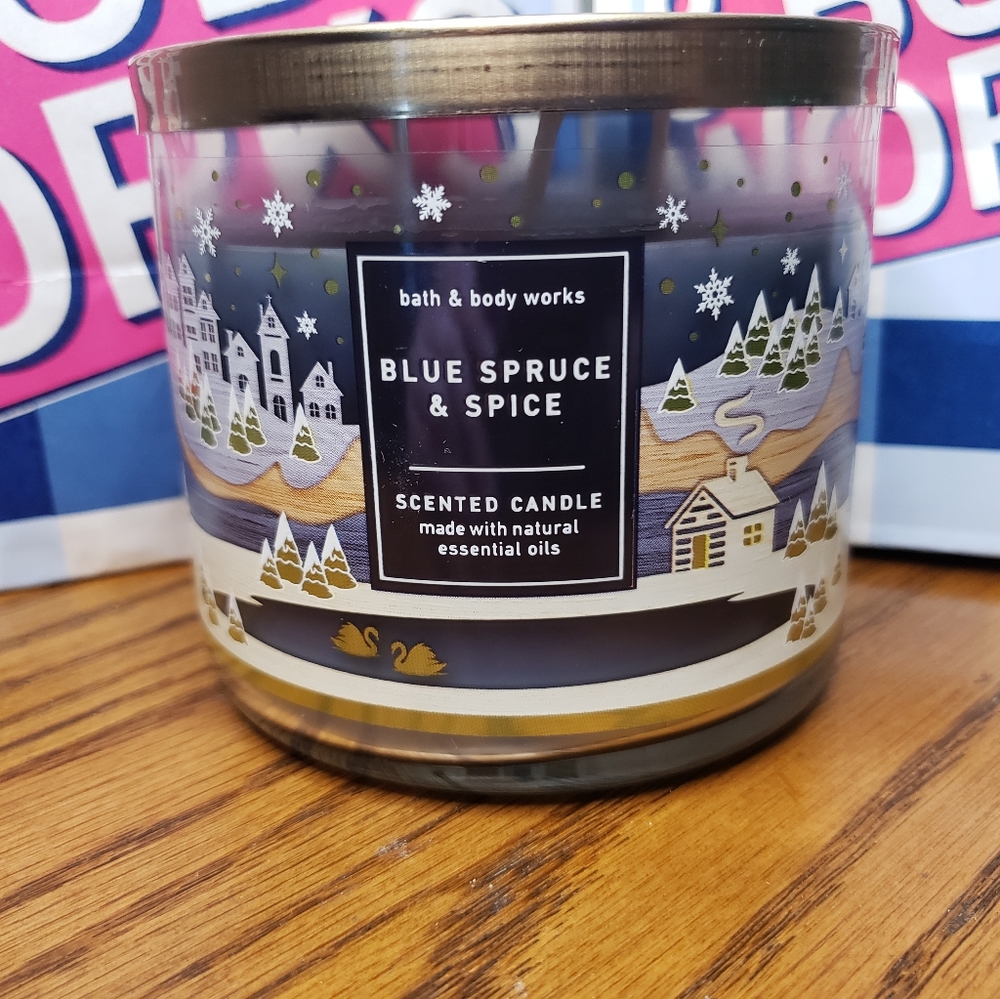 bath & body works
BLUE SPRUCE
& SPICE
SCENTED CANDLE
made with natural
essential oils